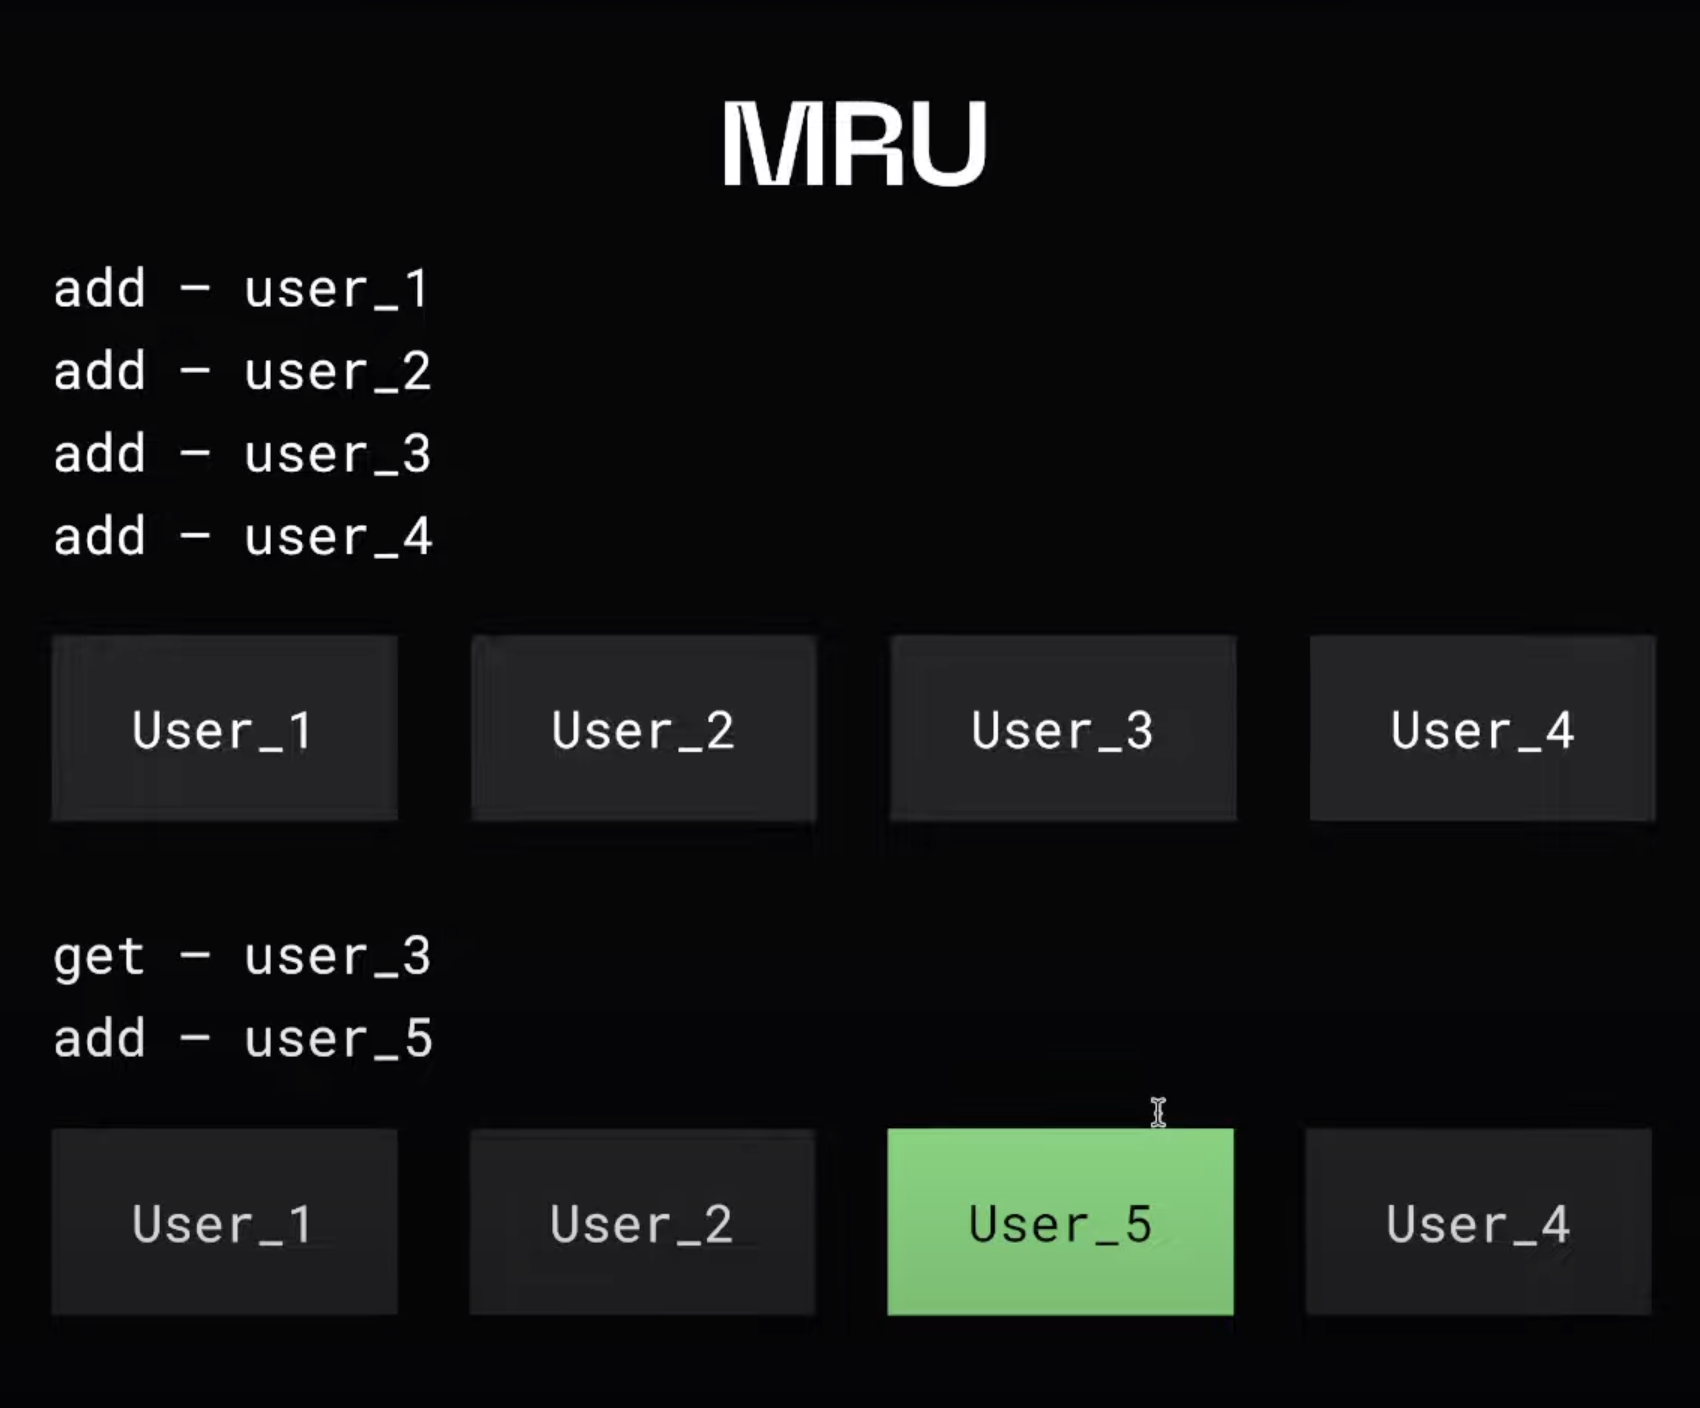 MRU
add – user_1
add – user_2
add – user_3
add – user_4
User_1 User_2 User_3 User_4
get – user_3
add – user_5
User_1 User_2 User_5 User_4